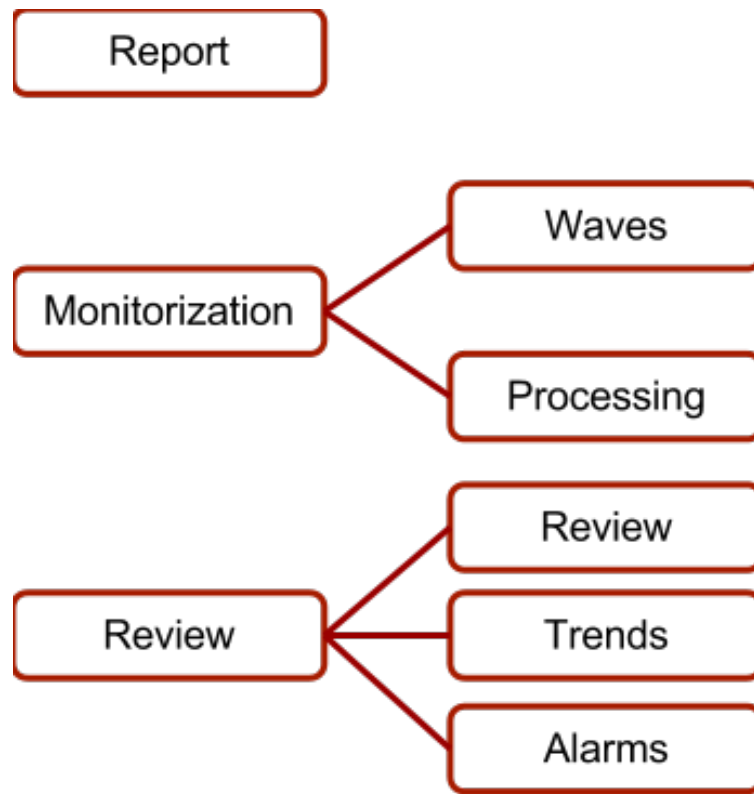 Report
Waves
Monitorization
Processing
Review
Review
Trends
Alarms